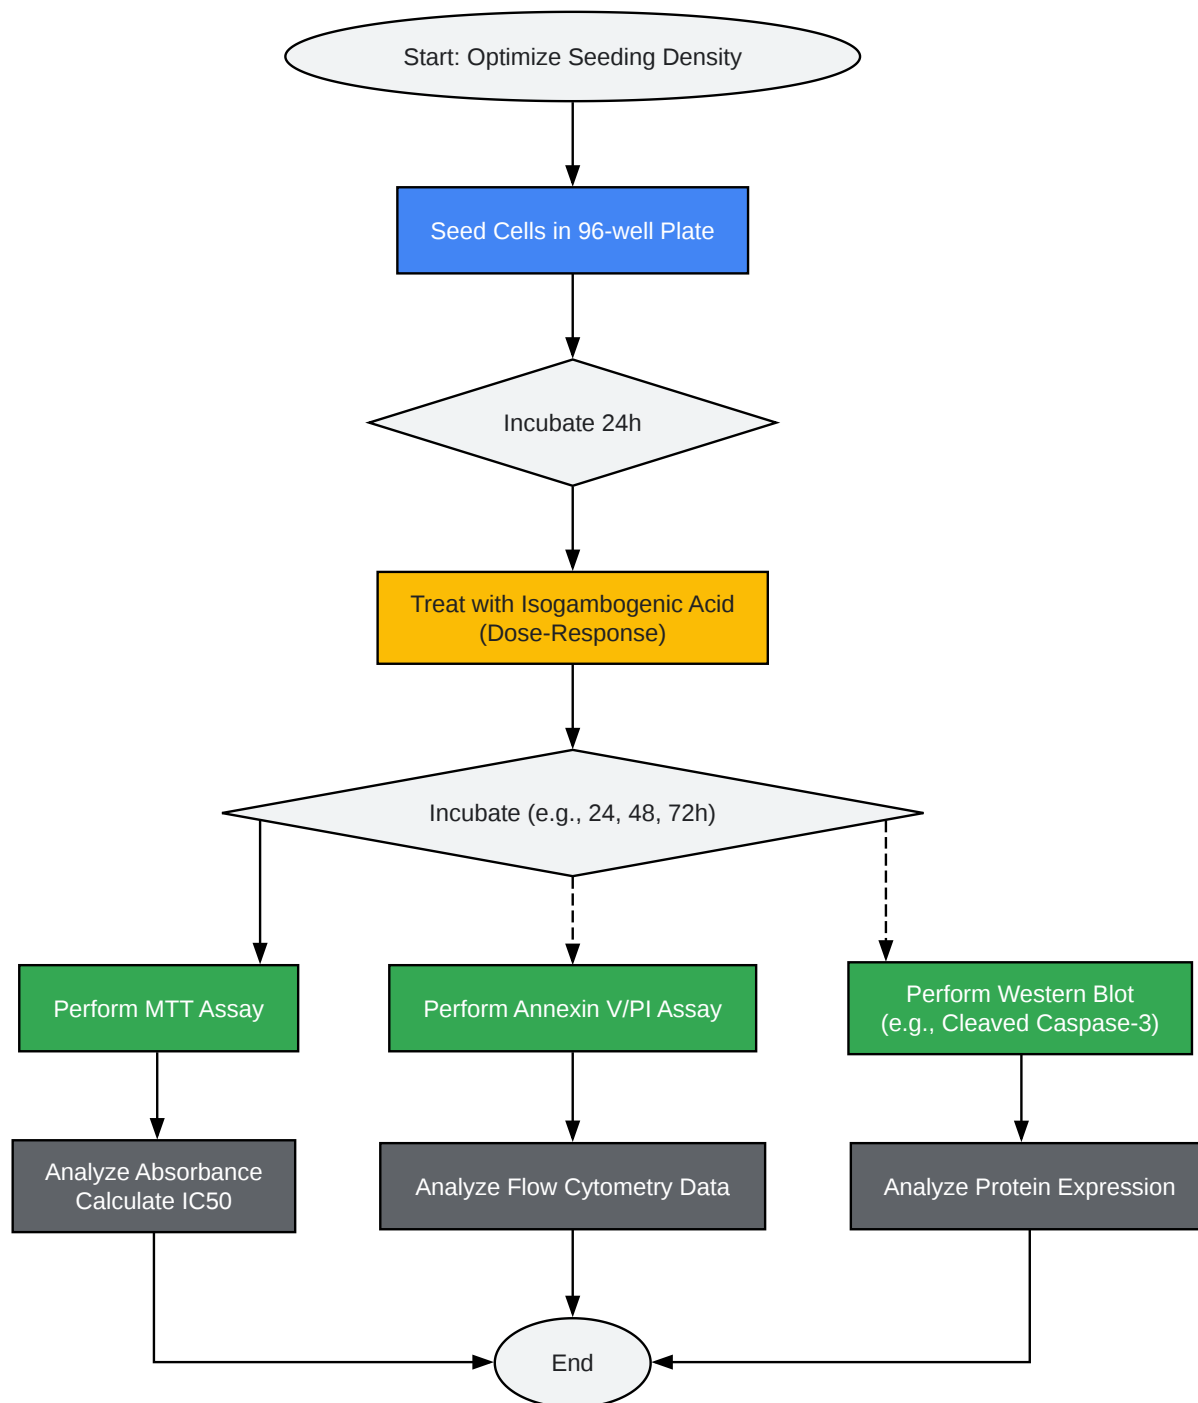 Start: Optimize Seeding Density
Seed Cells in 96-well Plate
Incubate 24h
Treat with Isogambogenic Acid
(Dose-Response)
Incubate (e.g., 24, 48, 72h)
Perform MTT Assay
Perform Annexin V/PI Assay
Perform Western Blot
(e.g., Cleaved Caspase-3)
Analyze Absorbance
Calculate IC50
Analyze Flow Cytometry Data
Analyze Protein Expression
End